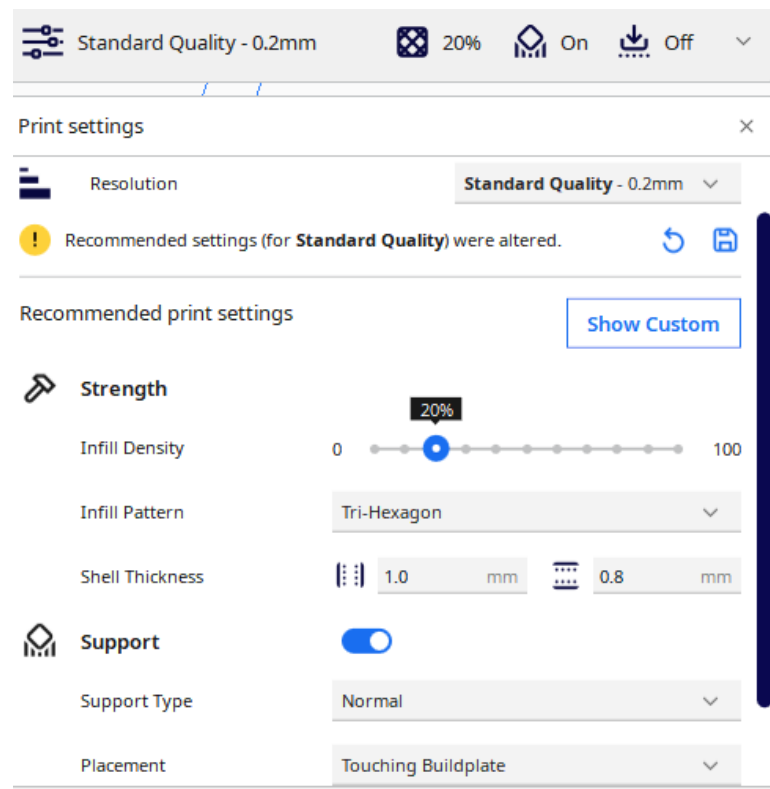 Standard Quality - 0.2mm 20% On Off
Print settings
Resolution Standard Quality - 0.2mm
! Recommended settings (for Standard Quality) were altered.
Recommended print settings
Show Custom
Strength
20%
Infill Density 0 100
Infill Pattern Tri-Hexagon
Shell Thickness 1.0 mm 0.8 mm
Support
Support Type Normal
Placement Touching Buildplate